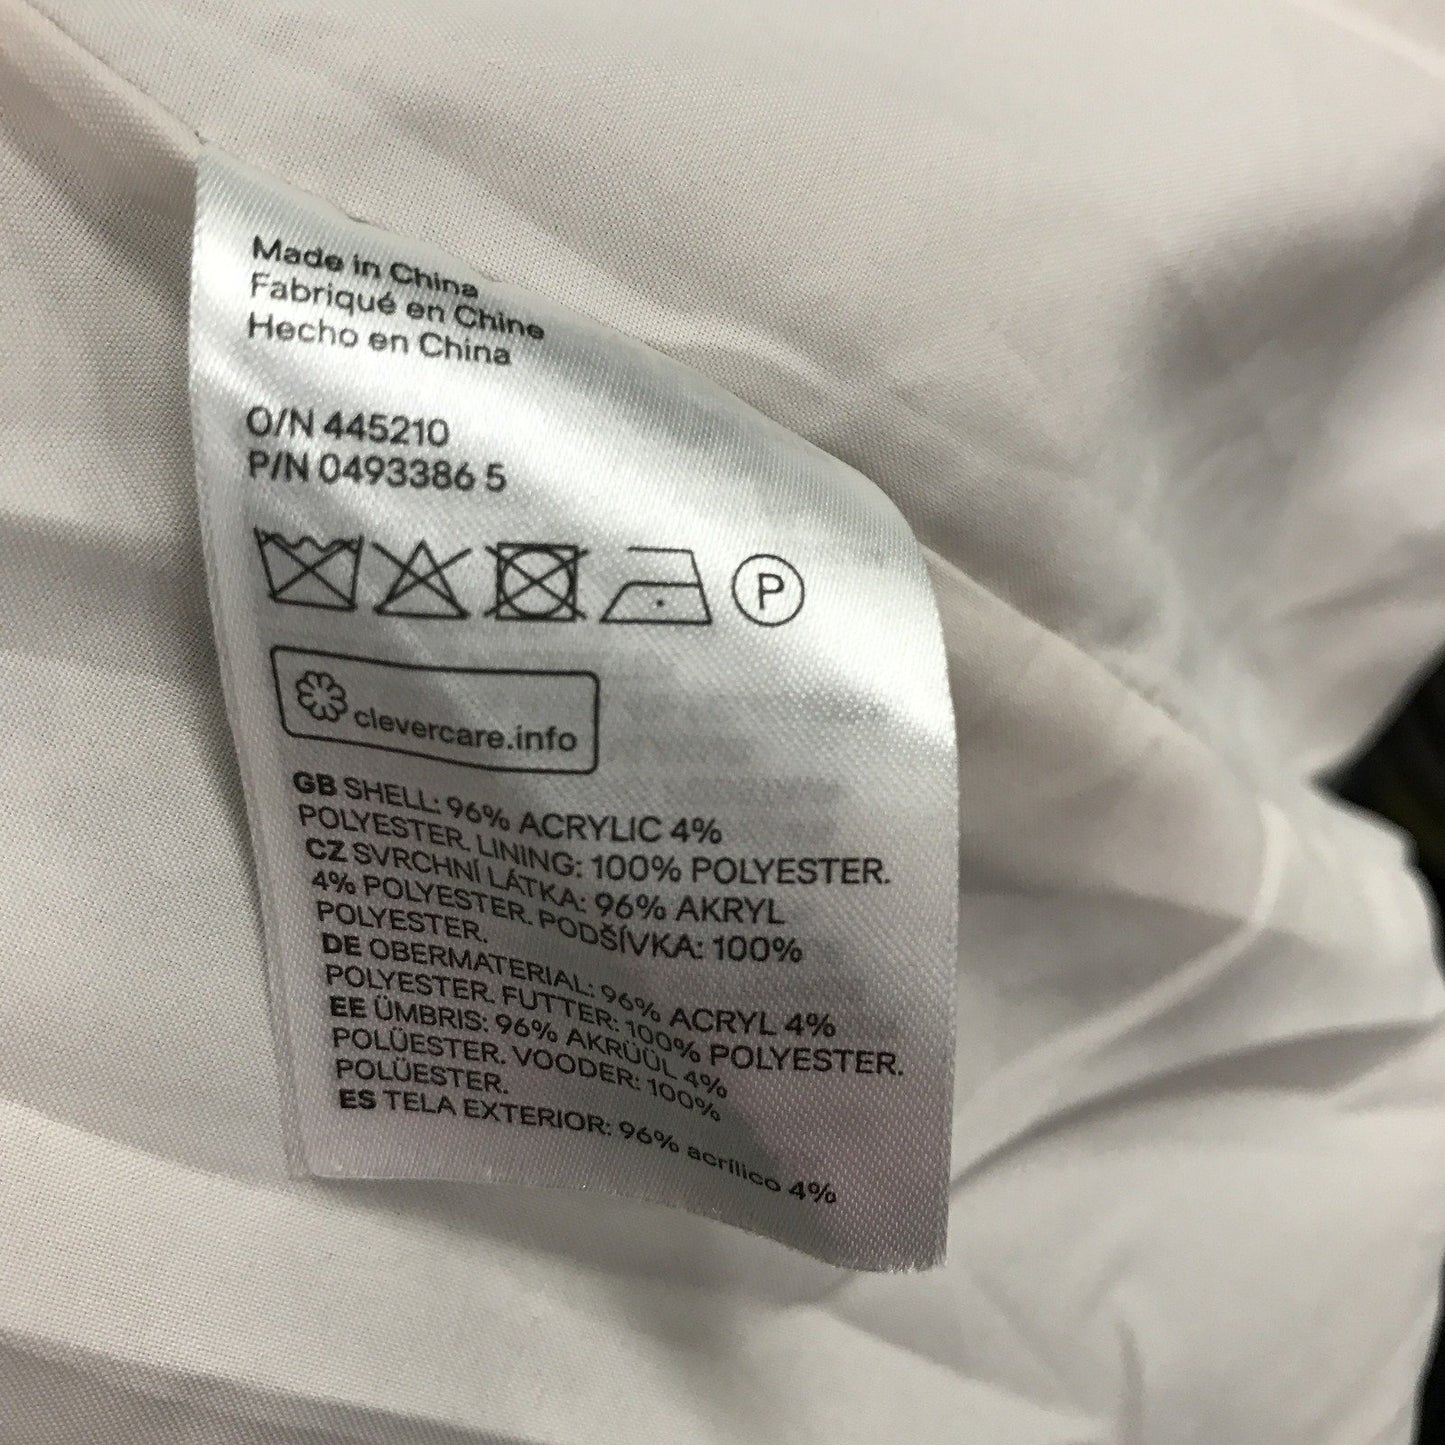 Made in China
Fabriqué en Chine
Hecho en China
O/N 445210
P/N 0493386 5
P
clevercare.info
GB SHELL: 96% ACRYLIC 4%
POLYESTER. LINING: 100% POLYESTER.
CZ SVRCHNÍ LÁTKA: 96% AKRYL
4% POLYESTER. PODŠÍVKA: 100%
POLYESTER.
DE OBERMATERIAL: 96% ACRYL 4%
POLYESTER. FUTTER: 100% POLYESTER.
EE ÜMBRIS: 96% AKRÜÜL 4%
POLÜESTER. VOODER: 100%
POLÜESTER.
ES TELA EXTERIOR: 96% acrílico 4%